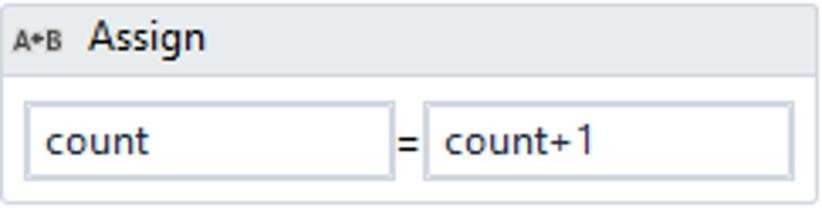 A←B Assign
count = count+1